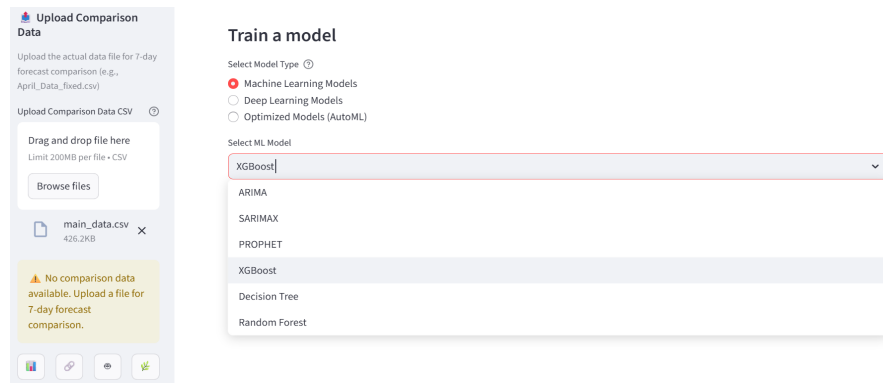 Upload Comparison
Data
Upload the actual data file for 7-day
forecast comparison (e.g.,
April_Data_fixed.csv)
Upload Comparison Data CSV
Drag and drop file here
Limit 200MB per file • CSV
Browse files
main_data.csv
426.2KB
No comparison data
available. Upload a file for
7-day forecast
comparison.
Train a model
Select Model Type
Machine Learning Models
Deep Learning Models
Optimized Models (AutoML)
Select ML Model
XGBoost
ARIMA
SARIMAX
PROPHET
XGBoost
Decision Tree
Random Forest